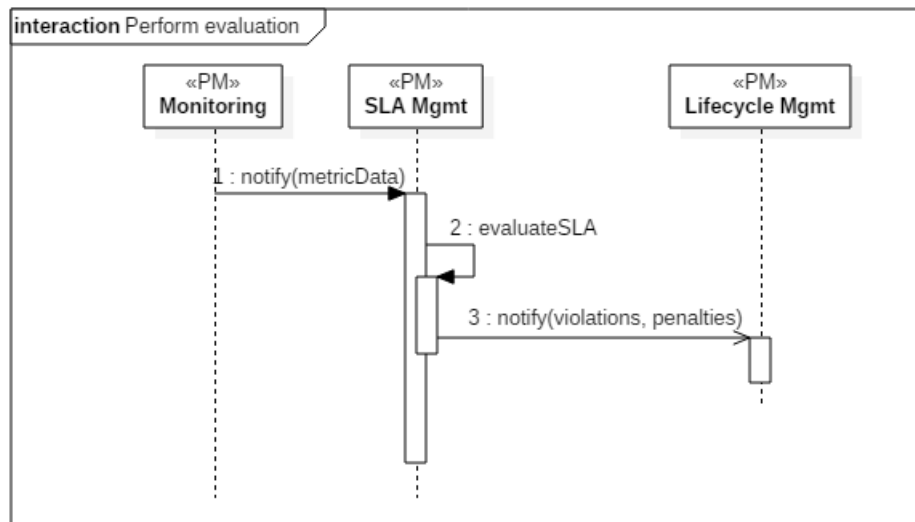 interaction Perform evaluation
«PM» «PM» «PM»
Monitoring SLA Mgmt Lifecycle Mgmt
1 : notify(metricData)
2 : evaluateSLA
3 : notify(violations, penalties)